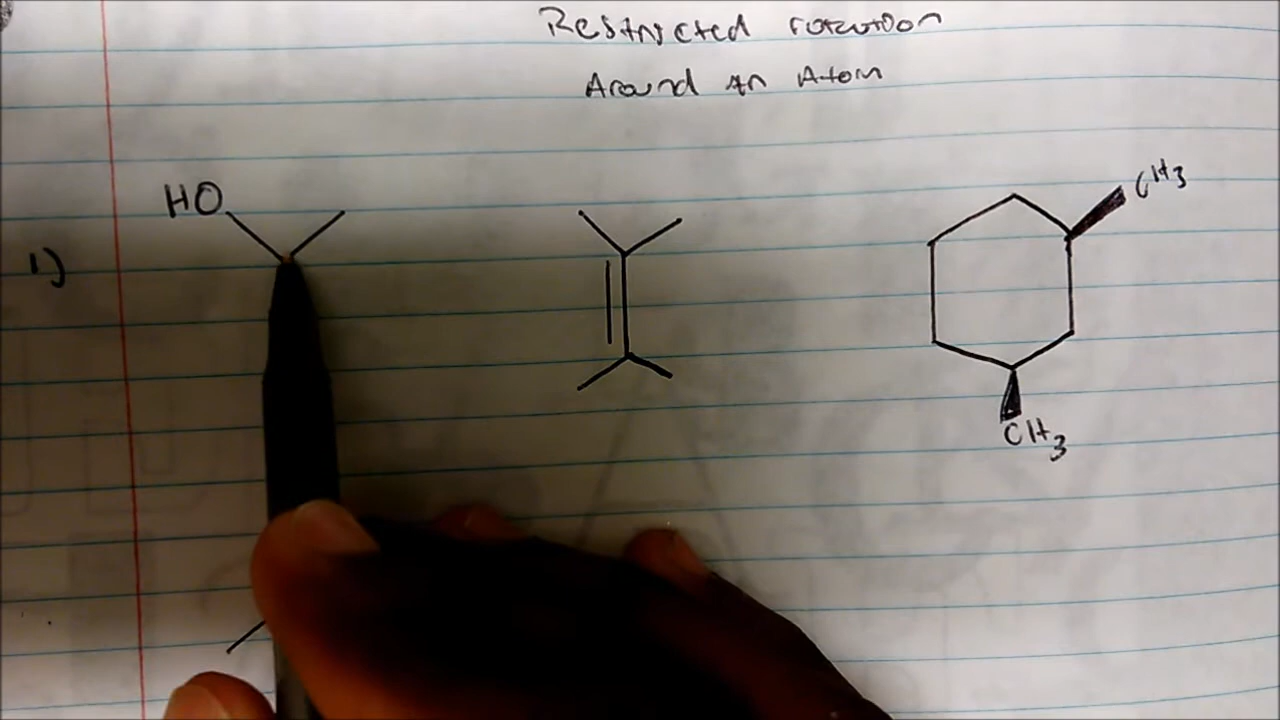 Restricted rotation
Around an Atom
HO
CH3
1)
CH3